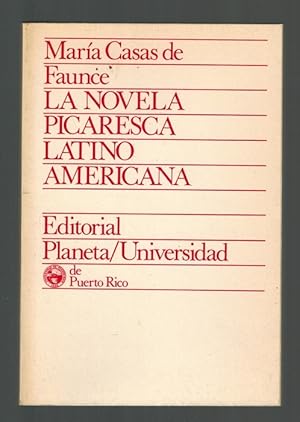 María Casas de
Faunce
LA NOVELA
PICARESCA
LATINO
AMERICANA
Editorial
Planeta/Universidad
de
Puerto Rico